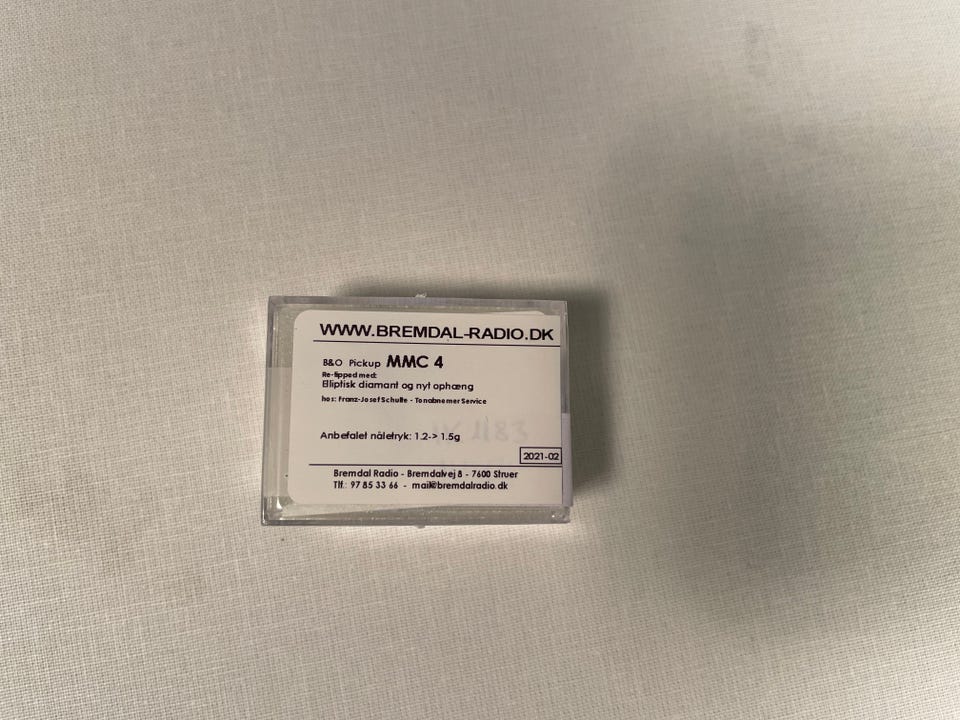 WWW.BREMDAL-RADIO.DK
B&O Pickup MMC 4
Re-tipped med:
Elliptisk diamant og nyt ophæng
hos: Franz-Josef Schulte - Tonabnemer Service
Anbefalet nåletryk: 1.2-> 1.5g
2021-02
Bremdal Radio - Bremdalvej 8 - 7600 Struer
Tlf.: 97 85 33 66 - mail@bremdalradio.dk